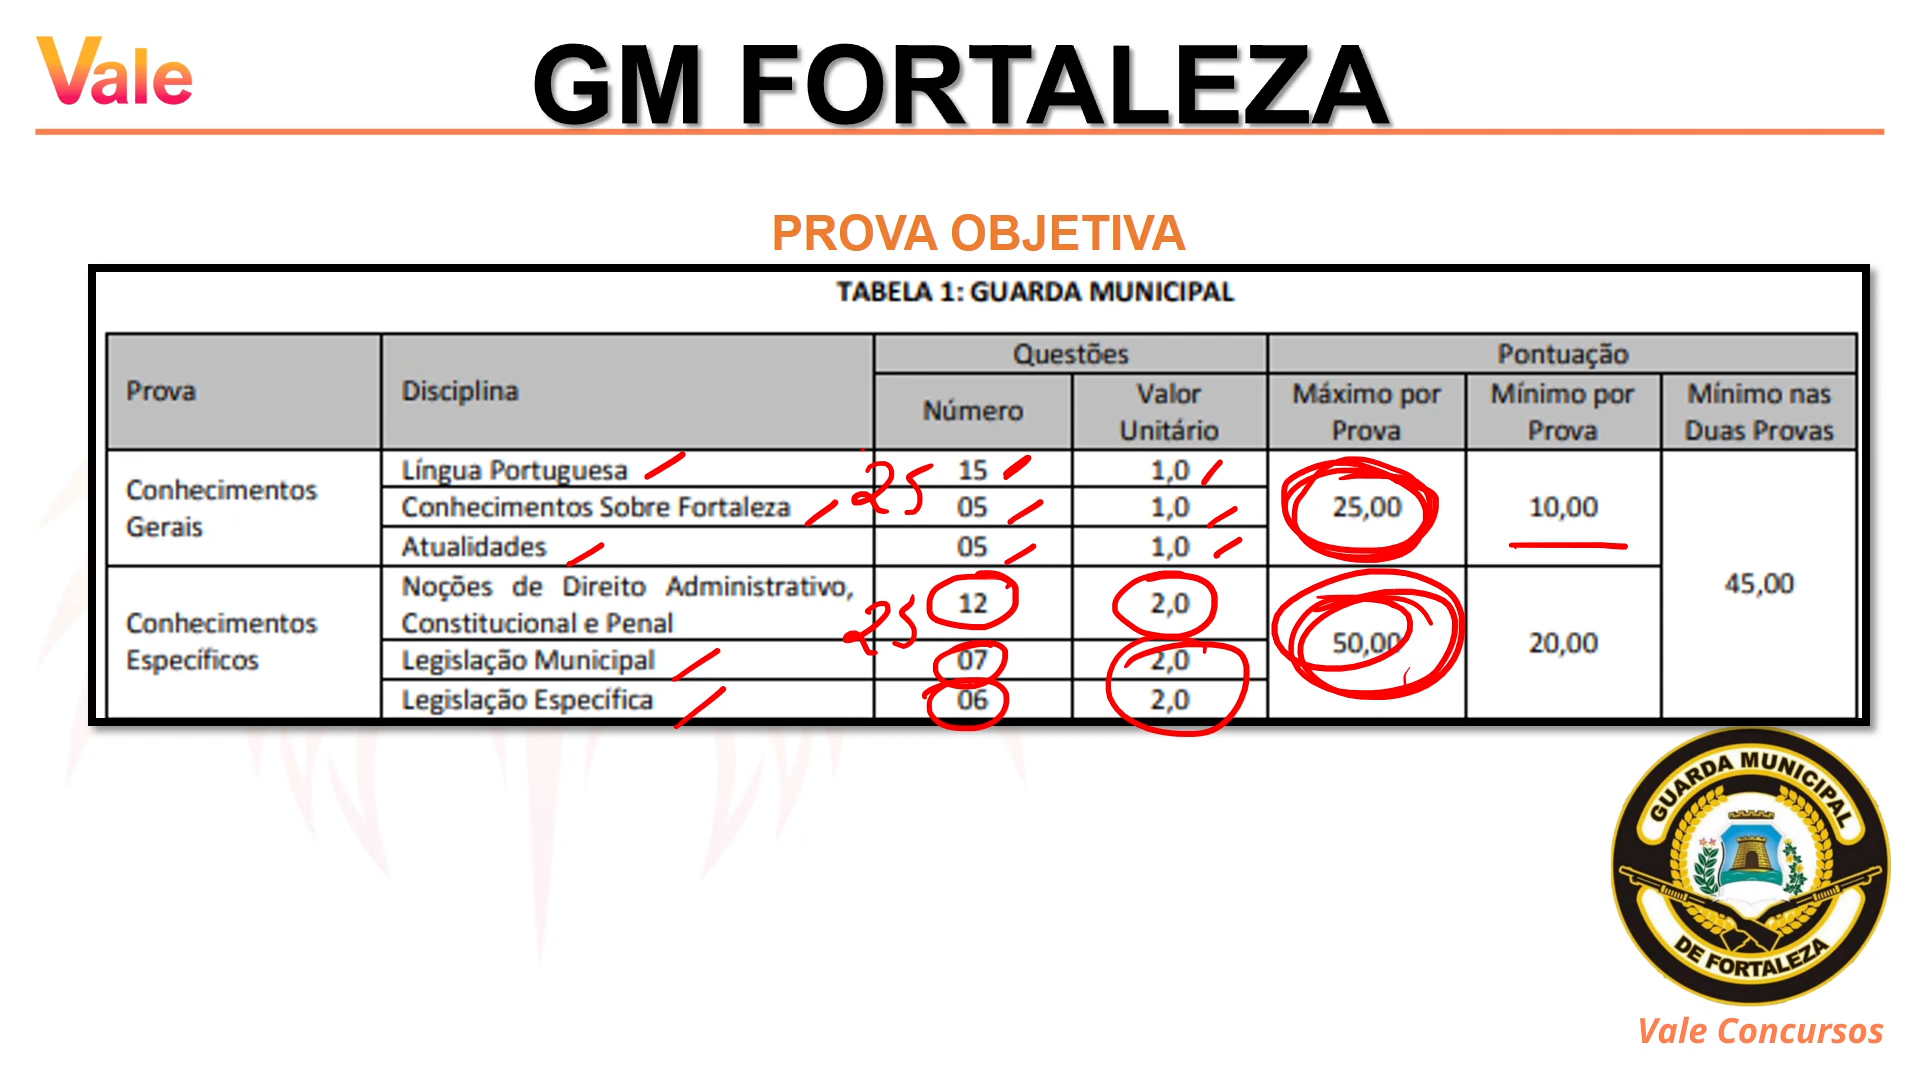 Vale
GM FORTALEZA
PROVA OBJETIVA
TABELA 1: GUARDA MUNICIPAL
Prova Disciplina Questões Pontuação
Número Valor Unitário Máximo por Prova Mínimo por Prova Mínimo nas Duas Provas
Conhecimentos Gerais Língua Portuguesa 15 1,0 25,00 10,00 45,00
Conhecimentos Sobre Fortaleza 25 05 1,0
Atualidades 05 1,0
Conhecimentos Específicos Noções de Direito Administrativo, Constitucional e Penal 25 12 2,0 50,00 20,00
Legislação Municipal 07 2,0
Legislação Específica 06 2,0
GUARDA MUNICIPAL
DE FORTALEZA
Vale Concursos